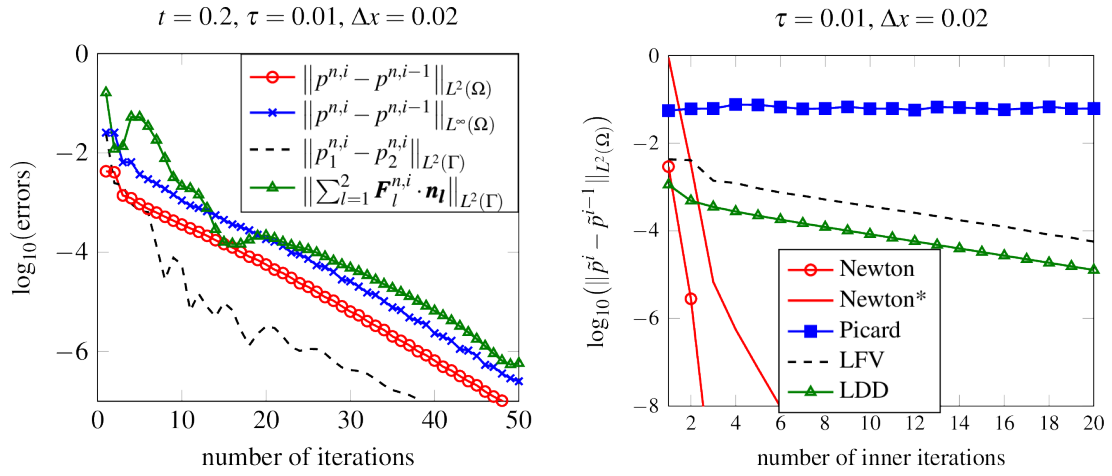 t = 0.2, τ = 0.01, Δx = 0.02
0
−2
−4
−6
log₁₀(errors)
‖p^{n,i} − p^{n,i−1}‖_{L²(Ω)}
‖p^{n,i} − p^{n,i−1}‖_{L^∞(Ω)}
‖p₁^{n,i} − p₂^{n,i}‖_{L²(Γ)}
‖∑_{l=1}^{2} F_l^{n,i} · n_l‖_{L²(Γ)}
0 10 20 30 40 50
number of iterations
τ = 0.01, Δx = 0.02
−0
−2
−4
−6
−8
log₁₀(‖p̃^i − p̃^{i−1}‖_{L²(Ω)})
Newton
Newton*
Picard
LFV
LDD
2 4 6 8 10 12 14 16 18 20
number of inner iterations